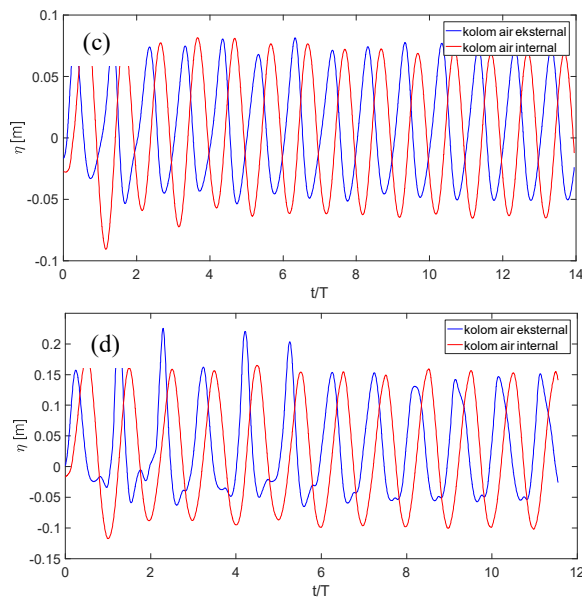 (c)
kolom air eksternal
kolom air internal
0.1
0.05
0
-0.05
-0.1
η [m]
0 2 4 6 8 10 12 14
t/T
(d)
kolom air eksternal
kolom air internal
0.2
0.15
0.1
0.05
0
-0.05
-0.1
-0.15
η [m]
0 2 4 6 8 10 12
t/T